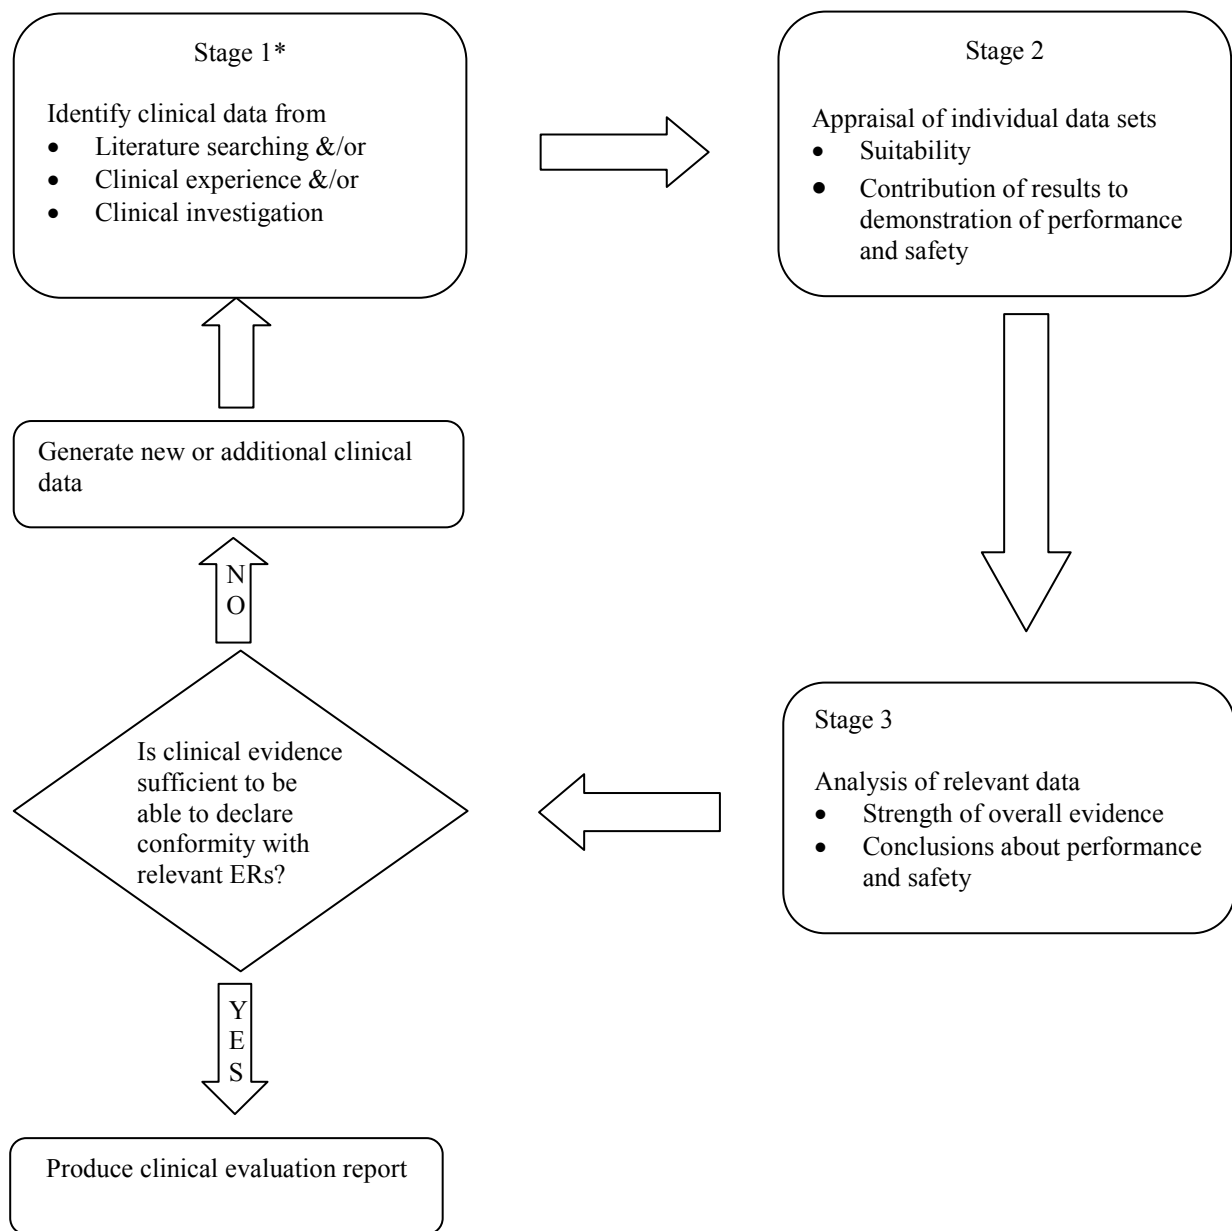 Stage 1*
Identify clinical data from
• Literature searching &/or
• Clinical experience &/or
• Clinical investigation
Stage 2
Appraisal of individual data sets
• Suitability
• Contribution of results to
demonstration of performance
and safety
Stage 3
Analysis of relevant data
• Strength of overall evidence
• Conclusions about performance
and safety
Is clinical evidence
sufficient to be
able to declare
conformity with
relevant ERs?
N
O
Generate new or additional clinical
data
Y
E
S
Produce clinical evaluation report